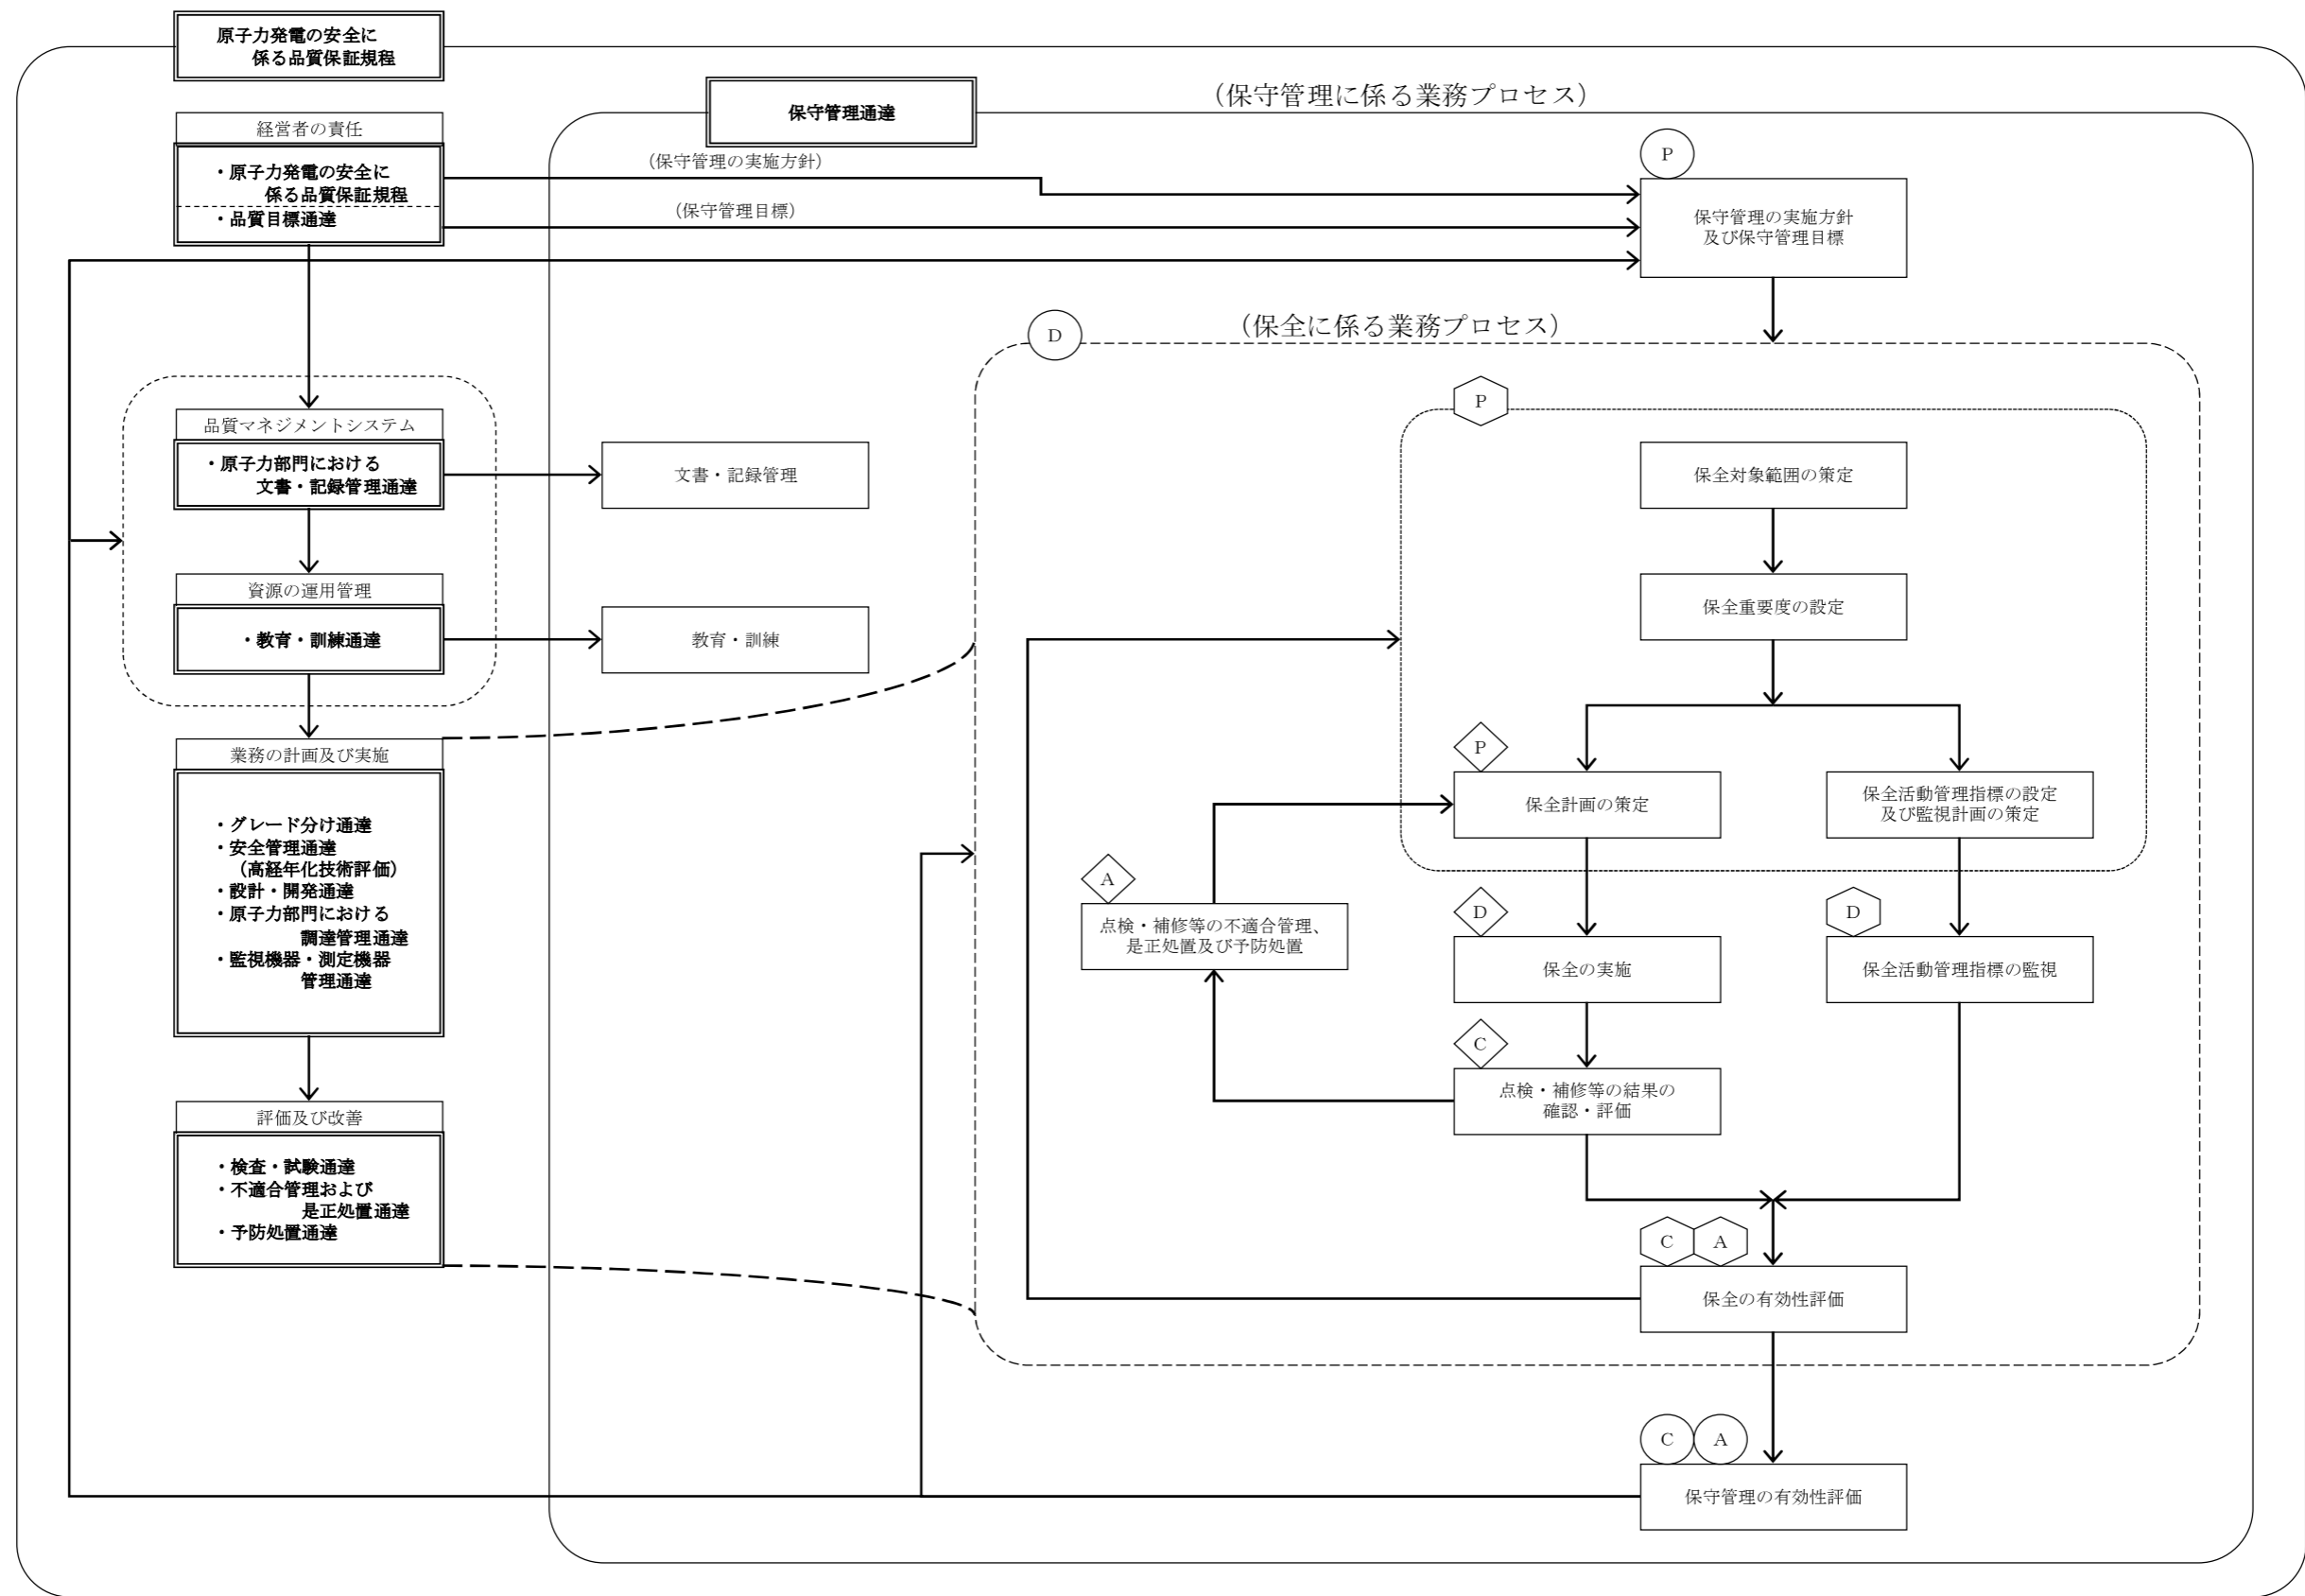 原子力発電の安全に
係る品質保証規程
保守管理通達
（保守管理に係る業務プロセス）
経営者の責任
・原子力発電の安全に
係る品質保証規程
・品質目標通達
（保守管理の実施方針）
（保守管理目標）
P
保守管理の実施方針
及び保守管理目標
D
（保全に係る業務プロセス）
品質マネジメントシステム
・原子力部門における
文書・記録管理通達
文書・記録管理
資源の運用管理
・教育・訓練通達
教育・訓練
業務の計画及び実施
・グレード分け通達
・安全管理通達
（高経年化技術評価）
・設計・開発通達
・原子力部門における
調達管理通達
・監視機器・測定機器
管理通達
評価及び改善
・検査・試験通達
・不適合管理および
是正処置通達
・予防処置通達
P
保全対象範囲の策定
保全重要度の設定
P
保全計画の策定
保全活動管理指標の設定
及び監視計画の策定
A
点検・補修等の不適合管理、
是正処置及び予防処置
D
保全の実施
D
保全活動管理指標の監視
C
点検・補修等の結果の
確認・評価
C A
保全の有効性評価
C A
保守管理の有効性評価